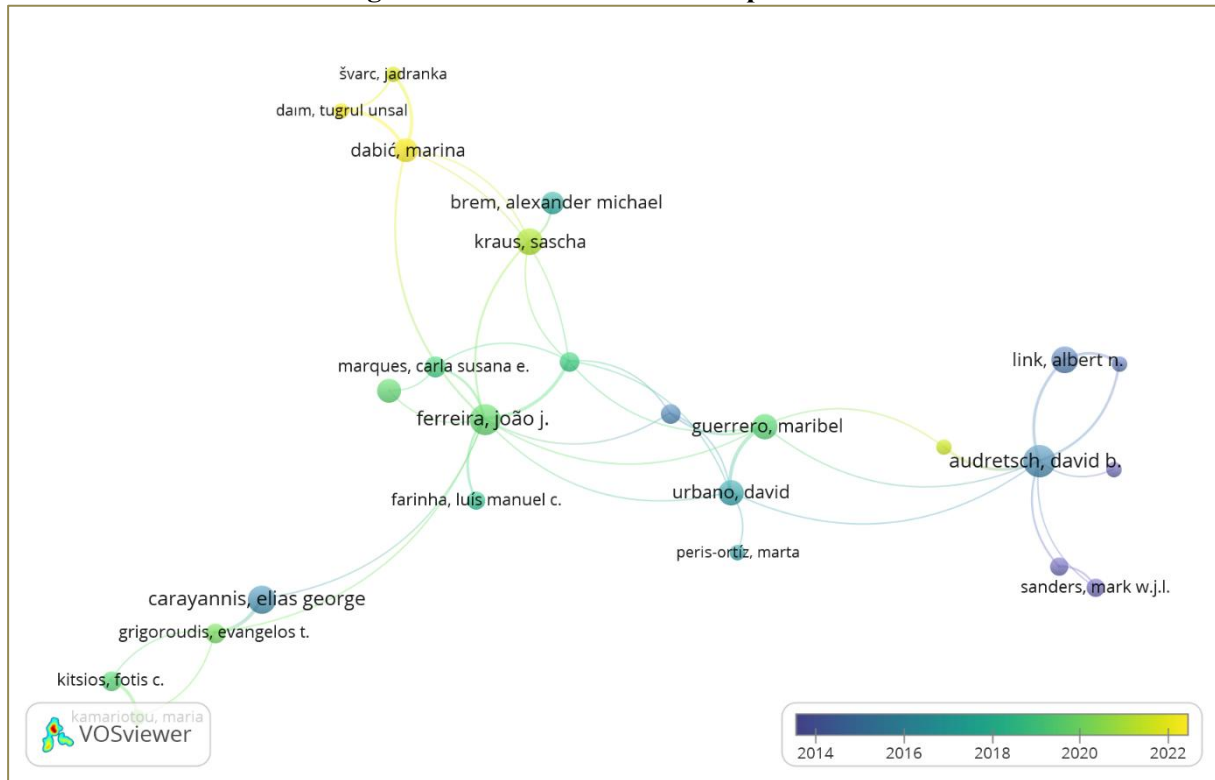 švarc, jadranka
daım, tugrul unsal
dabić, marina
brem, alexander michael
kraus, sascha
marques, carla susana e.
link, albert n.
ferreira, joão j.
guerrero, maribel
audretsch, david b.
urbano, david
farinha, luís manuel c.
peris-ortíz, marta
sanders, mark w.j.l.
carayannis, elias george
grigoroudis, evangelos t.
kitsios, fotis c.
kamariotou, maria
VOSviewer
2014 2016 2018 2020 2022